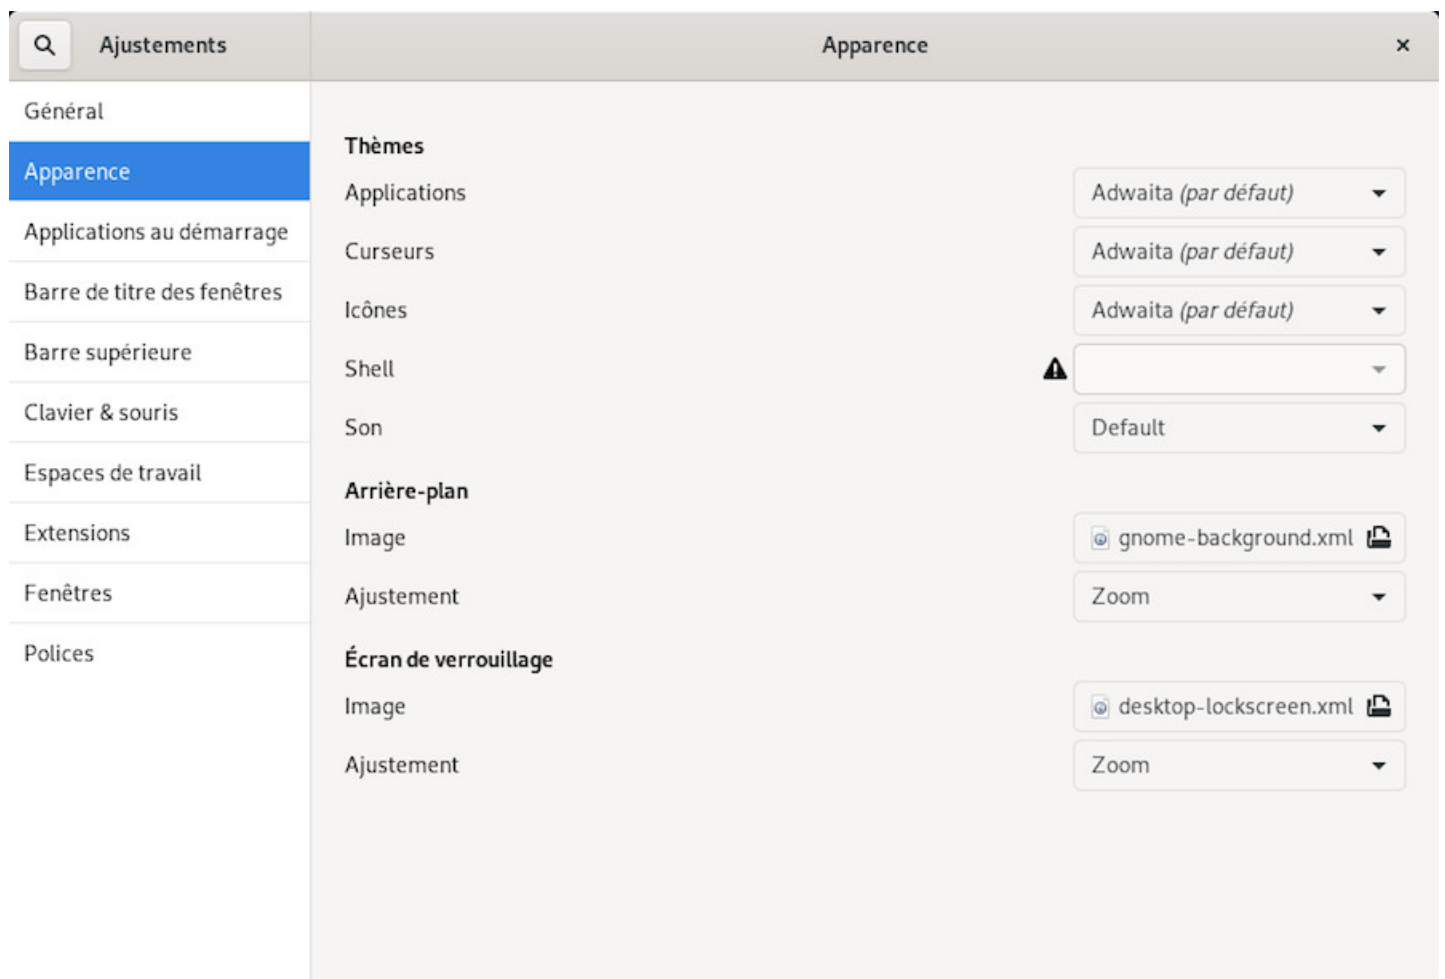 Ajustements
Apparence
Général
Apparence
Applications au démarrage
Barre de titre des fenêtres
Barre supérieure
Clavier & souris
Espaces de travail
Extensions
Fenêtres
Polices
Thèmes
Applications Adwaita (par défaut)
Curseurs Adwaita (par défaut)
Icônes Adwaita (par défaut)
Shell
Son Default
Arrière-plan
Image gnome-background.xml
Ajustement Zoom
Écran de verrouillage
Image desktop-lockscreen.xml
Ajustement Zoom